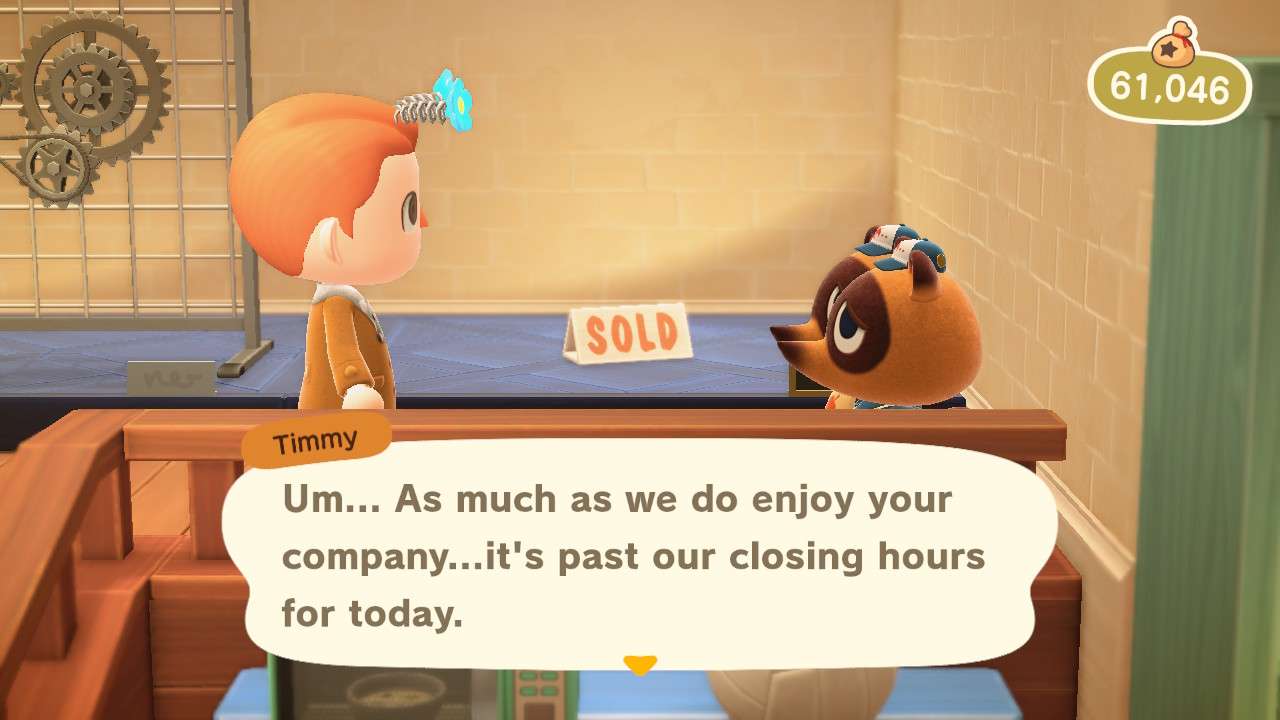 61,046
SOLD
Timmy
Um... As much as we do enjoy your
company...it's past our closing hours
for today.